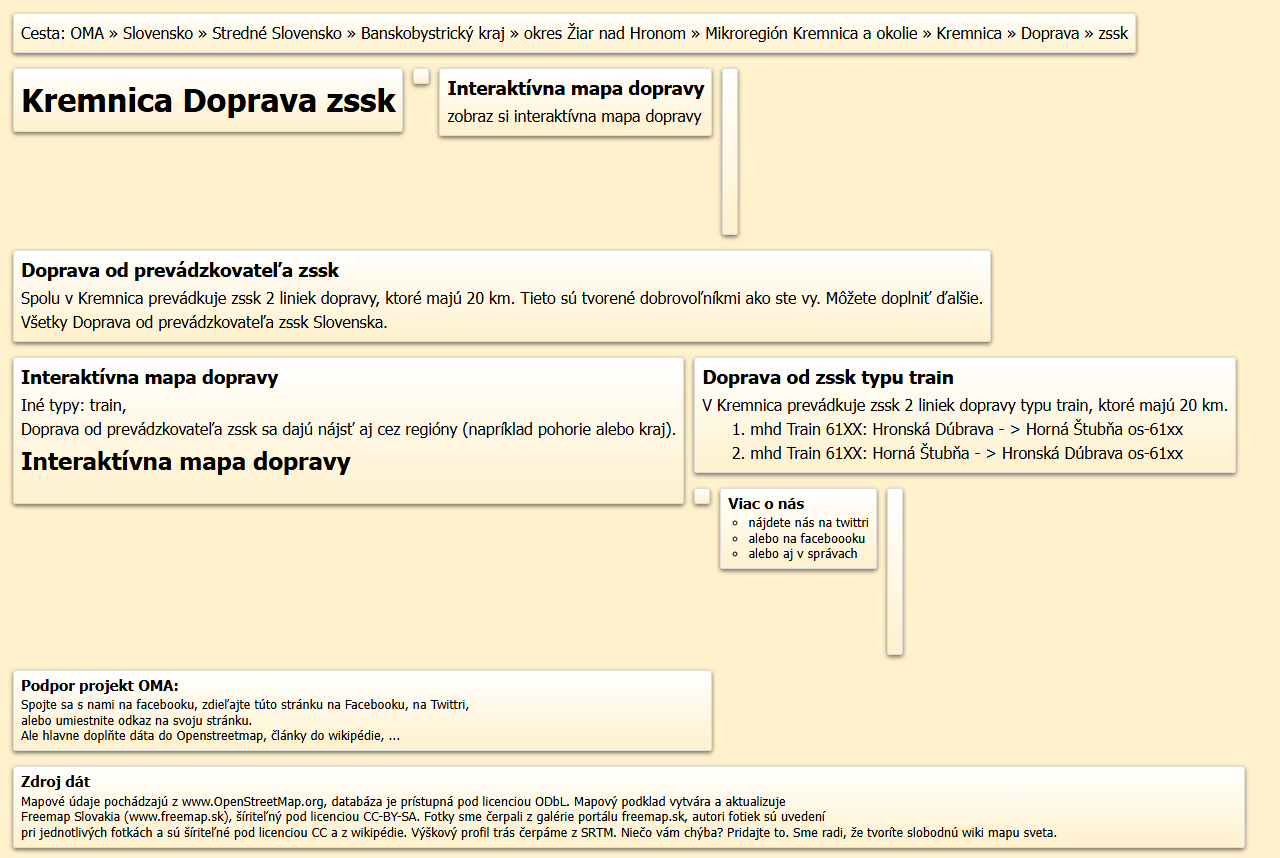 Cesta: OMA » Slovensko » Stredné Slovensko » Banskobystrický kraj » okres Žiar nad Hronom » Mikroregión Kremnica a okolie » Kremnica » Doprava » zssk
Kremnica Doprava zssk
Interaktívna mapa dopravy
zobraz si interaktívna mapa dopravy
Doprava od prevádzkovateľa zssk
Spolu v Kremnica prevádkuje zssk 2 liniek dopravy, ktoré majú 20 km. Tieto sú tvorené dobrovoľníkmi ako ste vy. Môžete doplniť ďalšie.
Všetky Doprava od prevádzkovateľa zssk Slovenska.
Interaktívna mapa dopravy
Iné typy: train,
Doprava od prevádzkovateľa zssk sa dajú nájsť aj cez regióny (napríklad pohorie alebo kraj).
Interaktívna mapa dopravy
Doprava od zssk typu train
V Kremnica prevádkuje zssk 2 liniek dopravy typu train, ktoré majú 20 km.
1. mhd Train 61XX: Hronská Dúbrava - > Horná Štubňa os-61xx
2. mhd Train 61XX: Horná Štubňa - > Hronská Dúbrava os-61xx
Viac o nás
◦ nájdete nás na twittri
◦ alebo na faceboooku
◦ alebo aj v správach
Podpor projekt OMA:
Spojte sa s nami na facebooku, zdieľajte túto stránku na Facebooku, na Twittri,
alebo umiestnite odkaz na svoju stránku.
Ale hlavne doplňte dáta do Openstreetmap, články do wikipédie, ...
Zdroj dát
Mapové údaje pochádzajú z www.OpenStreetMap.org, databáza je prístupná pod licenciou ODbL. Mapový podklad vytvára a aktualizuje
Freemap Slovakia (www.freemap.sk), šíriteľný pod licenciou CC-BY-SA. Fotky sme čerpali z galérie portálu freemap.sk, autori fotiek sú uvedení
pri jednotlivých fotkách a sú šíriteľné pod licenciou CC a z wikipédie. Výškový profil trás čerpáme z SRTM. Niečo vám chýba? Pridajte to. Sme radi, že tvoríte slobodnú wiki mapu sveta.